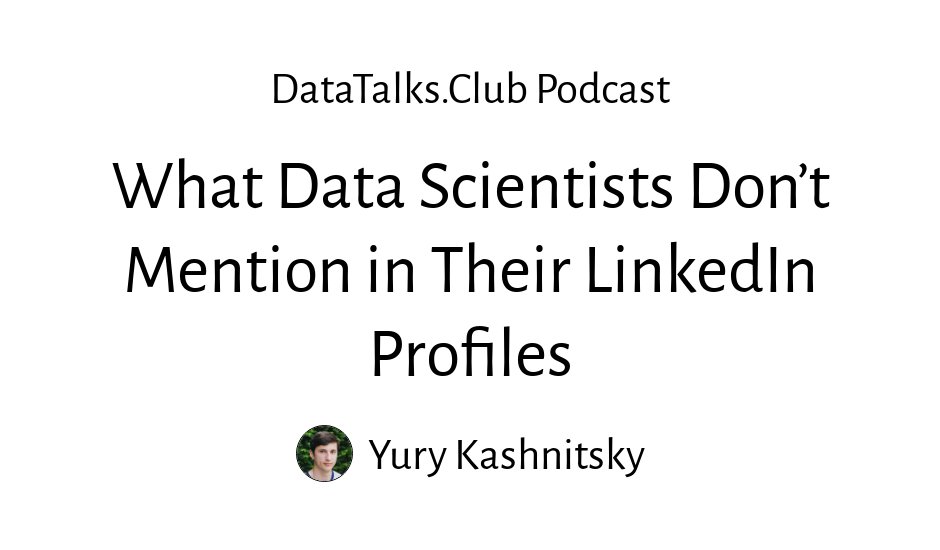 DataTalks.Club Podcast
What Data Scientists Don’t
Mention in Their LinkedIn
Profiles
Yury Kashnitsky